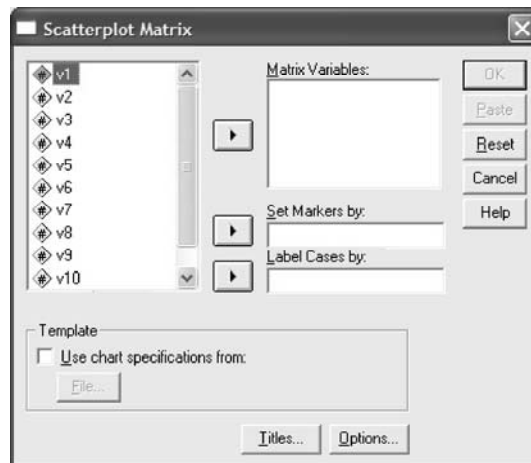 Scatterplot Matrix
v1
v2
v3
v4
v5
v6
v7
v8
v9
v10
Matrix Variables:
Set Markers by:
Label Cases by:
OK
Paste
Reset
Cancel
Help
Template
Use chart specifications from:
File...
Titles...
Options...